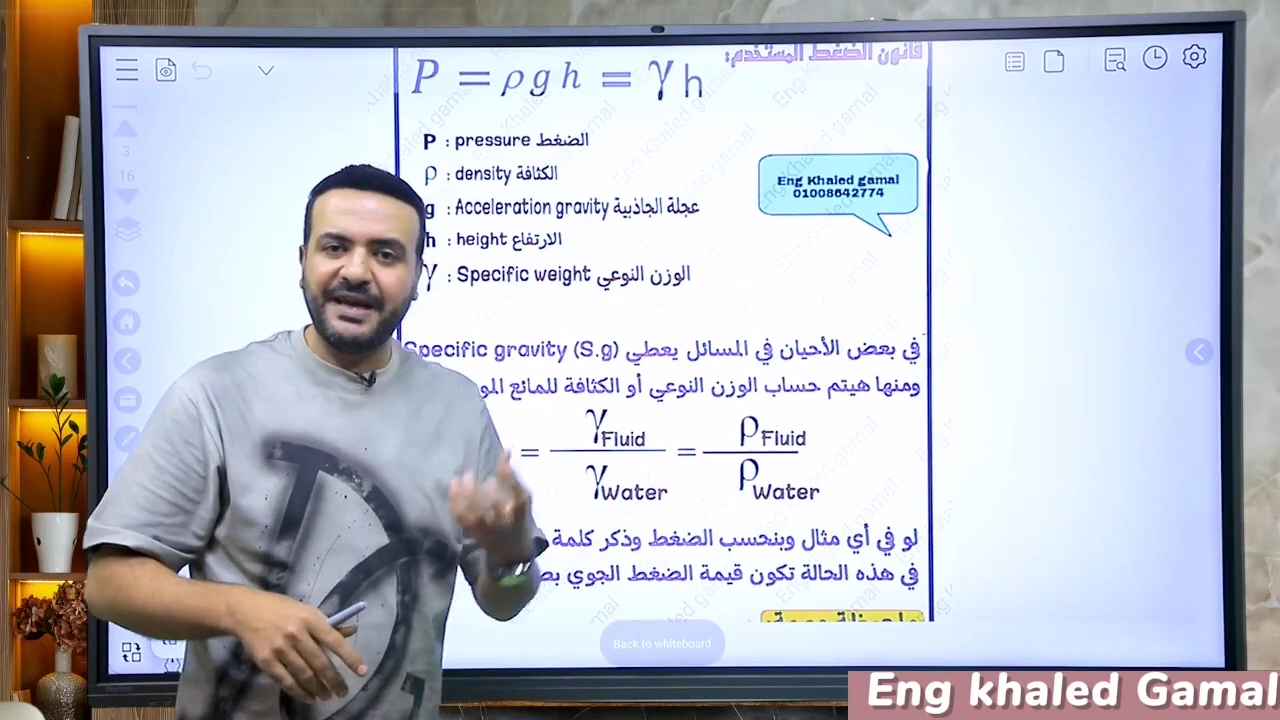 قانون الضغط المستخدم:
P = ρ g h = γ h
P : pressure الضغط
ρ : density الكثافة
g : Acceleration gravity عجلة الجاذبية
h : height الارتفاع
γ : Specific weight الوزن النوعي
Eng Khaled gamal
01008642774
في بعض الأحيان في المسائل يعطي Specific gravity (S.g)
ومنها هيتم حساب الوزن النوعي أو الكثافة للمائع
= γFluid / γWater = ρFluid / ρWater
لو في أي مثال وبنحسب الضغط وذكر كلمة
في هذه الحالة تكون قيمة الضغط الجوي
3
16
Back to whiteboard
Eng khaled Gamal